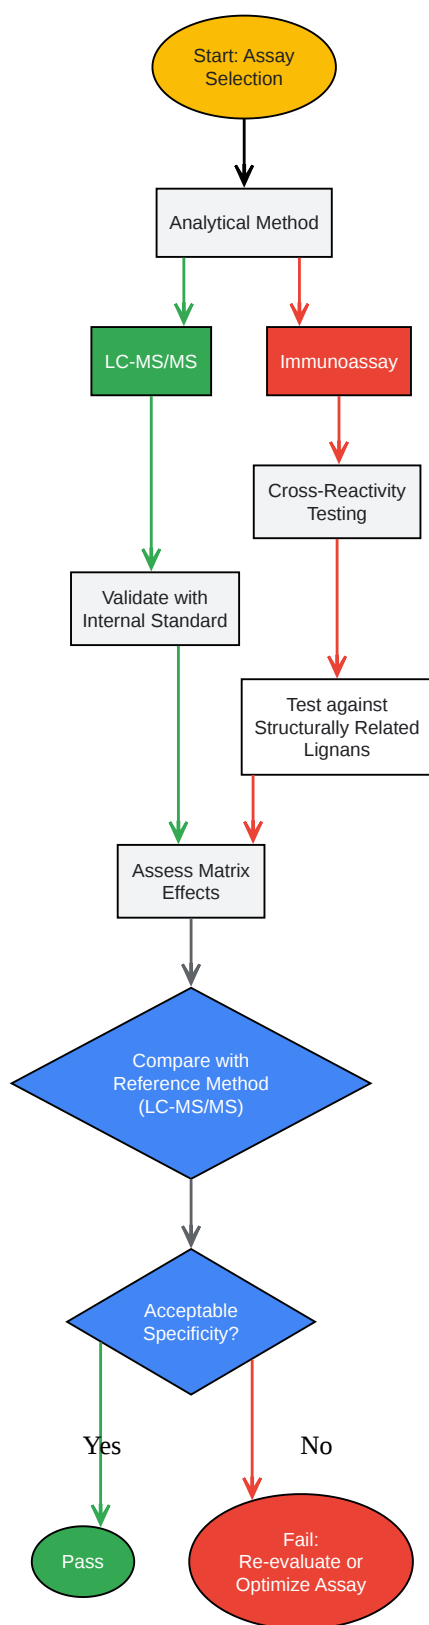 Start: Assay
Selection
Analytical Method
LC-MS/MS
Immunoassay
Cross-Reactivity
Testing
Validate with
Internal Standard
Test against
Structurally Related
Lignans
Assess Matrix
Effects
Compare with
Reference Method
(LC-MS/MS)
Acceptable
Specificity?
Yes
No
Pass
Fail:
Re-evaluate or
Optimize Assay